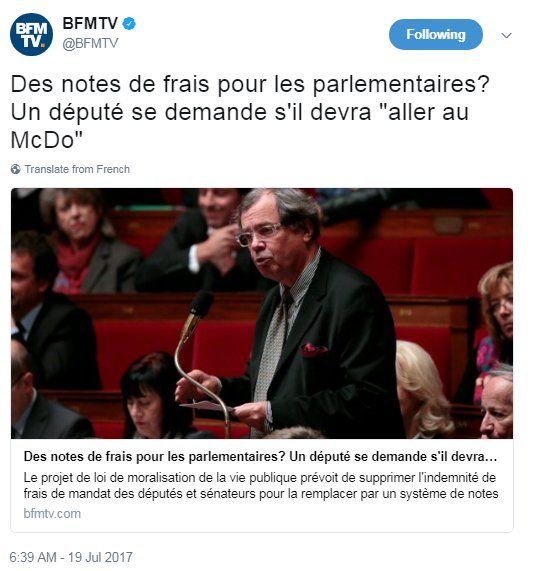 BFM
TV.
BFMTV
@BFMTV
Following
Des notes de frais pour les parlementaires?
Un député se demande s'il devra "aller au
McDo"
Translate from French
Des notes de frais pour les parlementaires? Un député se demande s'il devra...
Le projet de loi de moralisation de la vie publique prévoit de supprimer l'indemnité de
frais de mandat des députés et sénateurs pour la remplacer par un système de notes
bfmtv.com
6:39 AM - 19 Jul 2017